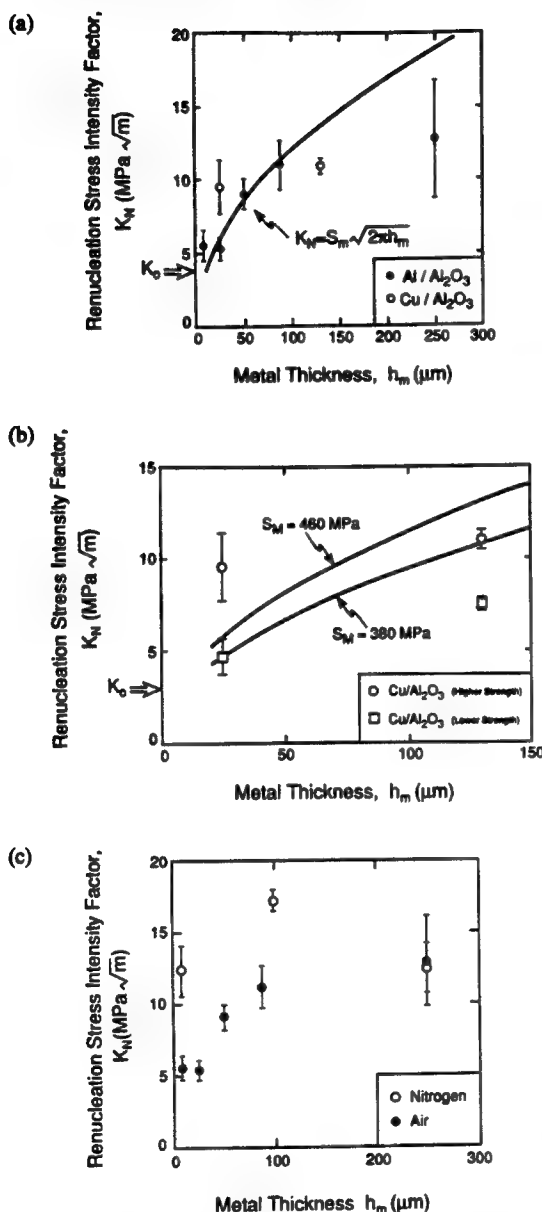 (a)
Renucleation Stress Intensity Factor,
K_N (MPa √m)
20
15
10
5
0
K_o
K_N=S_m√2πh_m
Al / Al₂O₃
Cu / Al₂O₃
0 50 100 150 200 250 300
Metal Thickness, h_m (μm)
(b)
Renucleation Stress Intensity Factor,
K_N (MPa √m)
15
10
5
0
K_o
S_M = 460 MPa
S_M = 380 MPa
Cu/Al₂O₃ (Higher Strength)
Cu/Al₂O₃ (Lower Strength)
50 100 150
Metal Thickness, h_m (μm)
(c)
Renucleation Stress Intensity Factor,
K_N(MPa √m)
20
15
10
5
0
Nitrogen
Air
0 100 200 300
Metal Thickness h_m (μm)